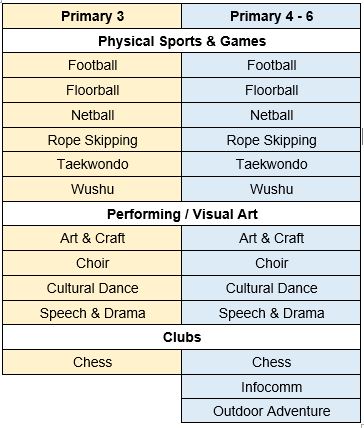 Primary 3 Primary 4 - 6
Physical Sports & Games
Football Football
Floorball Floorball
Netball Netball
Rope Skipping Rope Skipping
Taekwondo Taekwondo
Wushu Wushu
Performing / Visual Art
Art & Craft Art & Craft
Choir Choir
Cultural Dance Cultural Dance
Speech & Drama Speech & Drama
Clubs
Chess Chess
Infocomm
Outdoor Adventure